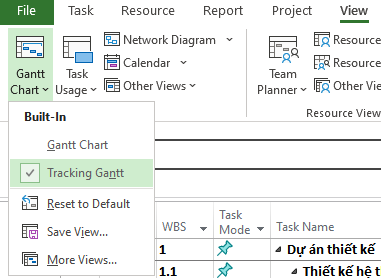 File Task Resource Report Project View
Gantt Chart
Task Usage
Network Diagram
Calendar
Other Views
Team Planner
Resource
Resource
Other
Resource View
Built-In
Gantt Chart
Tracking Gantt
Reset to Default
Save View...
More Views...
WBS Task Mode Task Name
1 Dự án thiết kế
1.1 Thiết kế hệ t